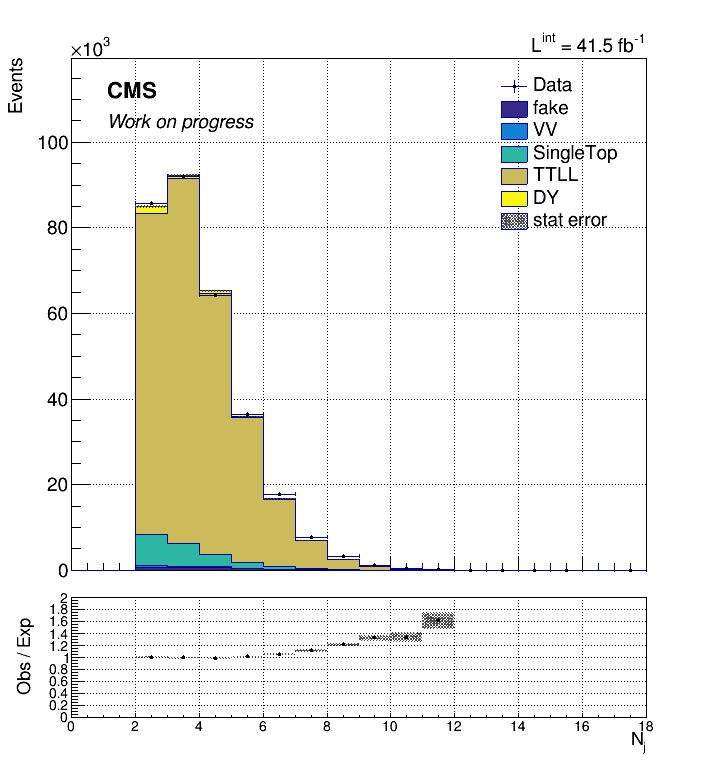 ×10³
L^int = 41.5 fb⁻¹
Events
CMS
Work on progress
Data
fake
VV
SingleTop
TTLL
DY
stat error
100
80
60
40
20
0
Obs / Exp
2
1.8
1.6
1.4
1.2
1
0.8
0.6
0.4
0.2
0
0 2 4 6 8 10 12 14 16 18
N_j